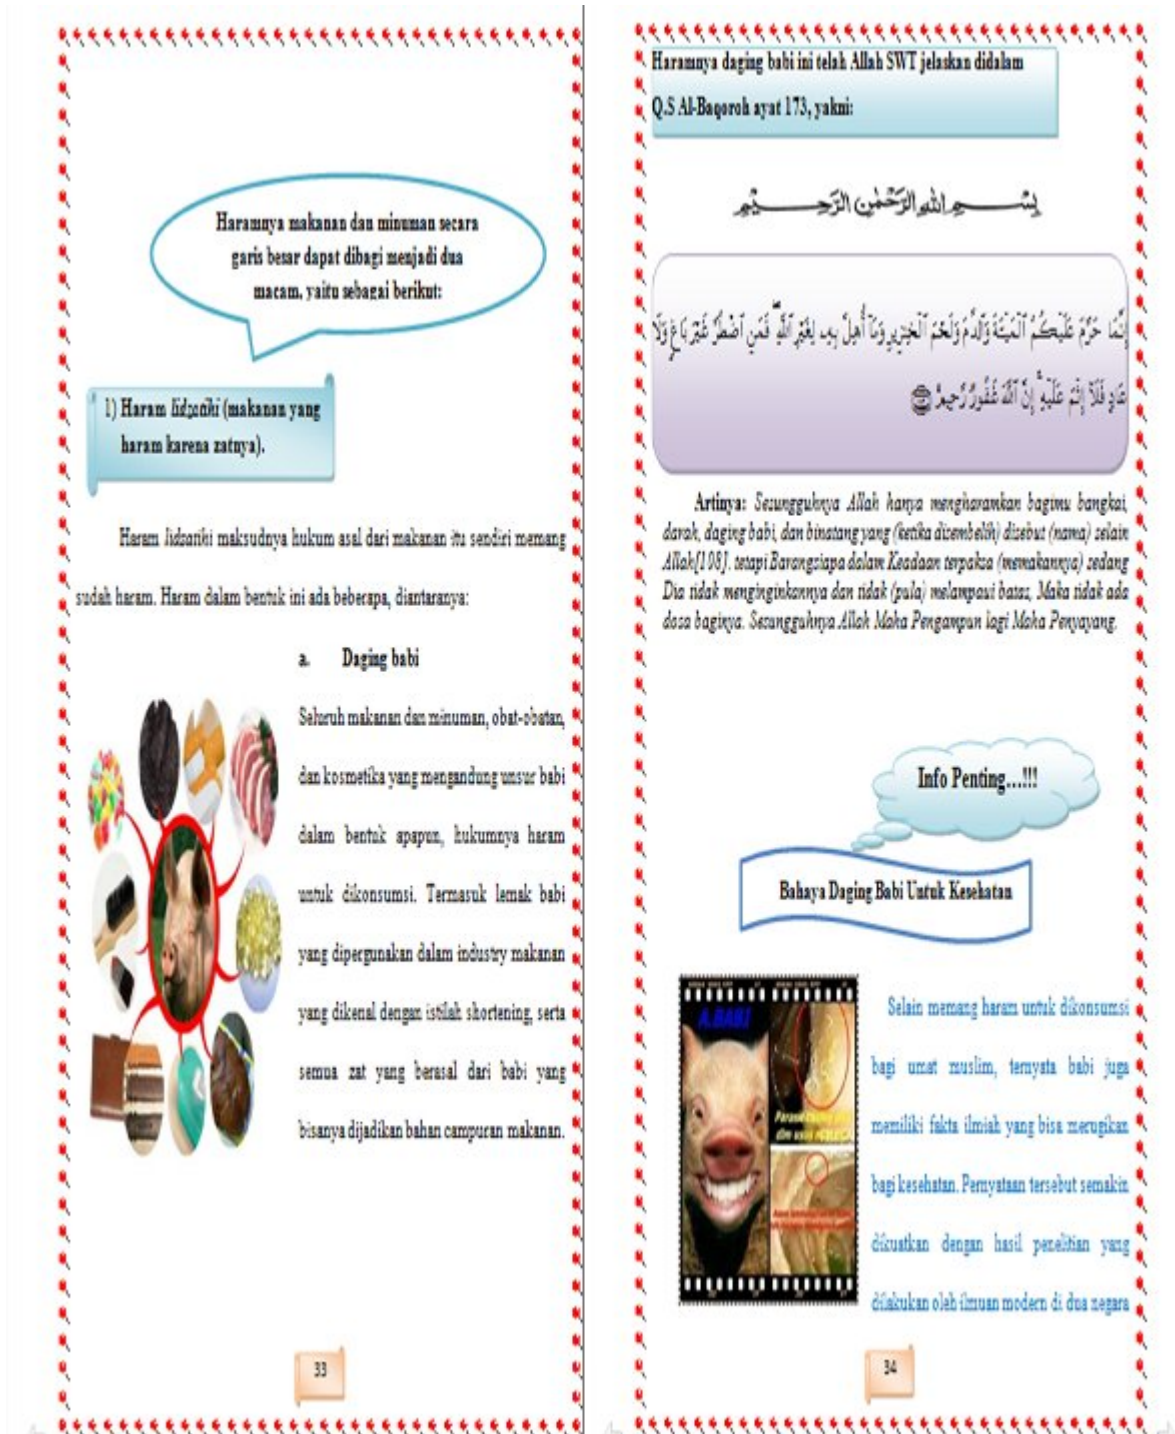 Haramnya makanan dan minuman secara
garis besar dapat dibagi menjadi dua
macam, yaitu sebagai berikut:
1) Haram lidzatihi (makanan yang
haram karena zatnya).
Haram lidzatihi maksudnya hukum asal dari makanan itu sendiri memang
sudah haram. Haram dalam bentuk ini ada beberapa, diantaranya:
a. Daging babi
Seluruh makanan dan minuman, obat-obatan,
dan kosmetika yang mengandung unsur babi
dalam bentuk apapun, hukumnya haram
untuk dikonsumsi. Termasuk lemak babi
yang dipergunakan dalam industry makanan
yang dikenal dengan istilah shortening, serta
semua zat yang berasal dari babi yang
bisanya dijadikan bahan campuran makanan.
33
Haramnya daging babi ini telah Allah SWT jelaskan didalam
Q.S Al-Baqoroh ayat 173, yakni:
بِسْمِ اللهِ الرَّحْمٰنِ الرَّحِيْمِ
إِنَّمَا حَرَّمَ عَلَيْكُمُ ٱلْمَيْتَةَ وَٱلدَّمَ وَلَحْمَ ٱلْخِنزِيرِ وَمَآ أُهِلَّ بِهِۦ لِغَيْرِ ٱللَّهِ ۖ فَمَنِ ٱضْطُرَّ غَيْرَ بَاغٍ وَلَا
عَادٍ فَلَآ إِثْمَ عَلَيْهِ ۚ إِنَّ ٱللَّهَ غَفُورٌ رَّحِيمٌ
Artinya: Sesungguhnya Allah hanya mengharamkan bagimu bangkai,
darah, daging babi, dan binatang yang (ketika disembelih) disebut (nama) selain
Allah[108]. tetapi Barangsiapa dalam Keadaan terpaksa (memakannya) sedang
Dia tidak menginginkannya dan tidak (pula) melampaui batas, Maka tidak ada
dosa baginya. Sesungguhnya Allah Maha Pengampun lagi Maha Penyayang.
Info Penting...!!!
Bahaya Daging Babi Untuk Kesehatan
A.BABI
Selain memang haram untuk dikonsumsi
bagi umat muslim, ternyata babi juga
memiliki fakta ilmiah yang bisa merugikan
bagi kesehatan. Pernyataan tersebut semakin
dikuatkan dengan hasil penelitian yang
dilakukan oleh ilmuan modern di dua negara
34